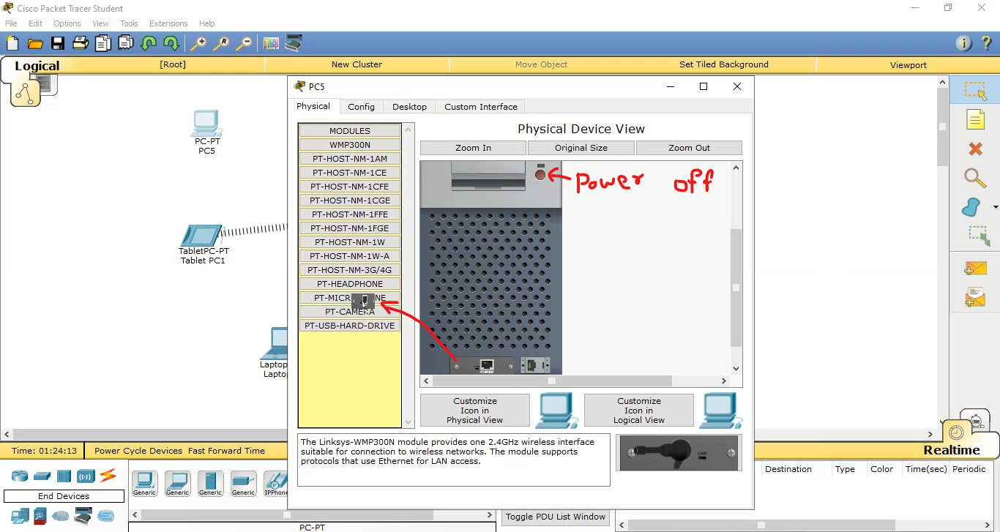 Cisco Packet Tracer Student
File Edit Options View Tools Extensions Help
Logical [Root] New Cluster Move Object Set Tiled Background Viewport
PC-PT
PC5
TabletPC-PT
Tablet PC1
Laptop
Lapto
PC5
Physical Config Desktop Custom Interface
MODULES
WMP300N
PT-HOST-NM-1AM
PT-HOST-NM-1CE
PT-HOST-NM-1CFE
PT-HOST-NM-1CGE
PT-HOST-NM-1FFE
PT-HOST-NM-1FGE
PT-HOST-NM-1W
PT-HOST-NM-1W-A
PT-HOST-NM-3G/4G
PT-HEADPHONE
PT-MICR NE
PT-CAMERA
PT-USB-HARD-DRIVE
Physical Device View
Zoom In Original Size Zoom Out
power off
Customize
Icon in
Physical View
Customize
Icon in
Logical View
The Linksys-WMP300N module provides one 2.4GHz wireless interface
suitable for connection to wireless networks. The module supports
protocols that use Ethernet for LAN access.
LINK
Time: 01:24:13 Power Cycle Devices Fast Forward Time
Realtime
End Devices
Generic Generic Generic Generic IPPhone
PC-PT
Toggle PDU List Window
Destination Type Color Time(sec) Periodic